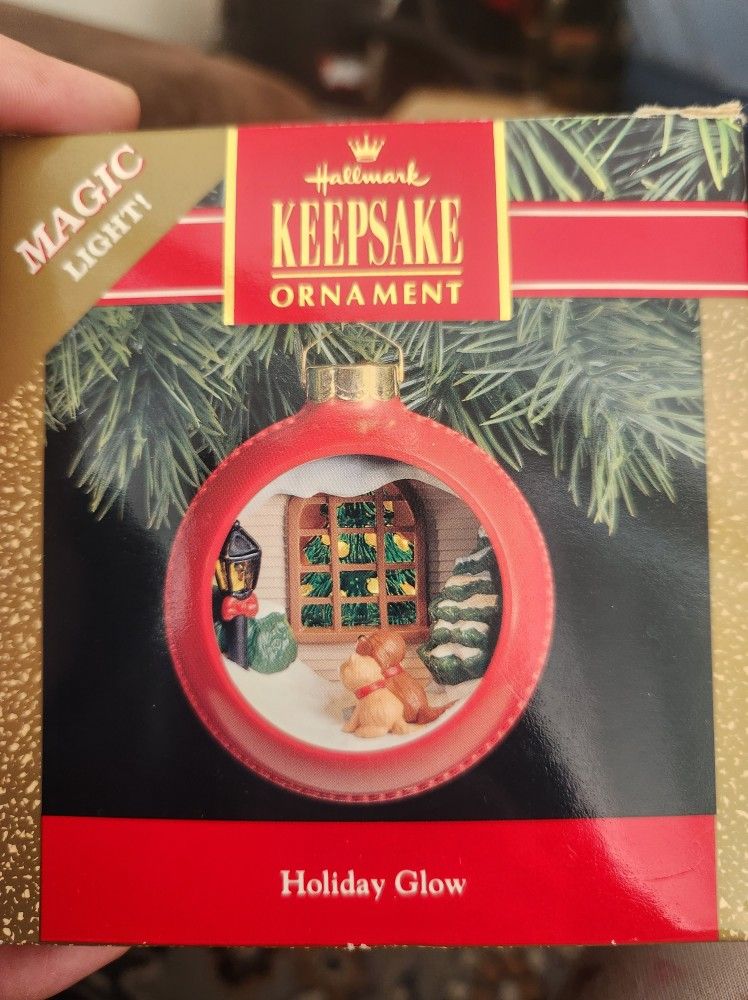 MAGIC
LIGHT!
Hallmark
KEEPSAKE
ORNAMENT
Holiday Glow